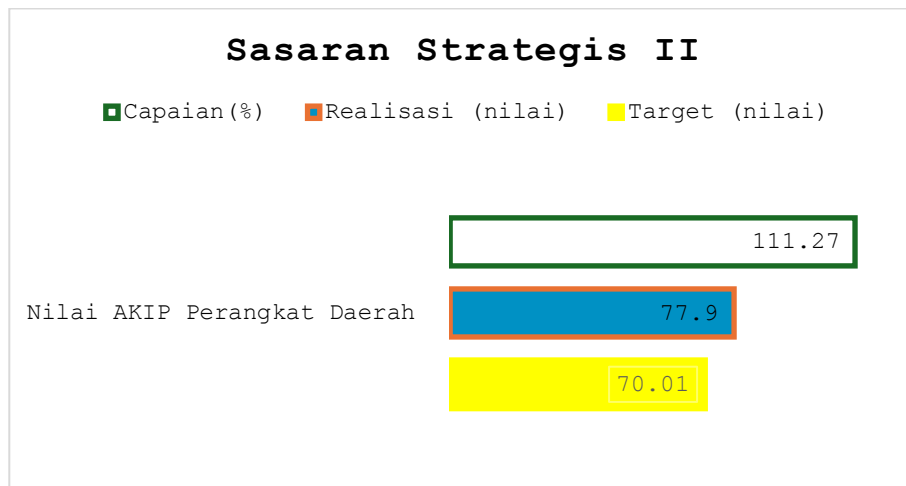 Sasaran Strategis II
Capaian(%) Realisasi (nilai) Target (nilai)
111.27
Nilai AKIP Perangkat Daerah 77.9
70.01